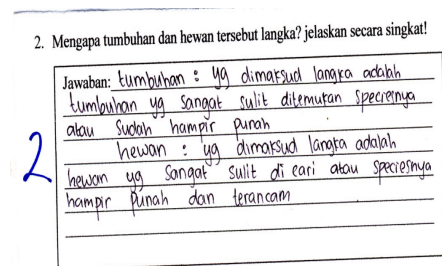 2. Mengapa tumbuhan dan hewan tersebut langka? jelaskan secara singkat!
Jawaban: tumbuhan : yg dimaksud langka adalah
tumbuhan yg sangat sulit ditemukan speciesnya
atau sudah hampir punah
hewan : yg dimaksud langka adalah
hewan yg sangat sulit di cari atau speciesnya
hampir punah dan terancam
2